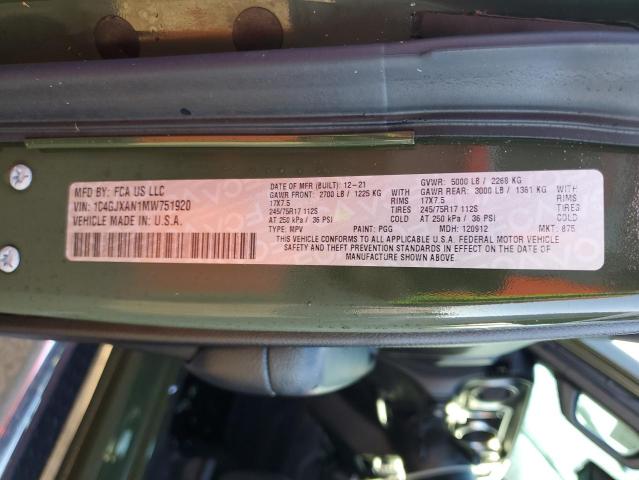 MFD BY: FCA US LLC
VIN: 1C4GJXAN1MW751920
VEHICLE MADE IN U.S.A.
DATE OF MFR (BUILT): 12-21 GVWR: 5000 LB / 2268 KG
GAWR FRONT: 2700 LB / 1225 KG WITH GAWR REAR: 3000 LB / 1361 KG WITH
17X7.5 RIMS 17X7.5 RIMS
245/75R17 112S TIRES 245/75R17 112S TIRES
AT 250 kPa / 36 PSI COLD AT 250 kPa / 36 PSI COLD
TYPE: MPV PAINT: PGG MDH: 120912 MKT: 875
THIS VEHICLE CONFORMS TO ALL APPLICABLE U.S.A. FEDERAL MOTOR VEHICLE
SAFETY, THEFT PREVENTION, AND BUMPER STANDARDS IN EFFECT ON THE DATE OF
MANUFACTURE SHOWN ABOVE.